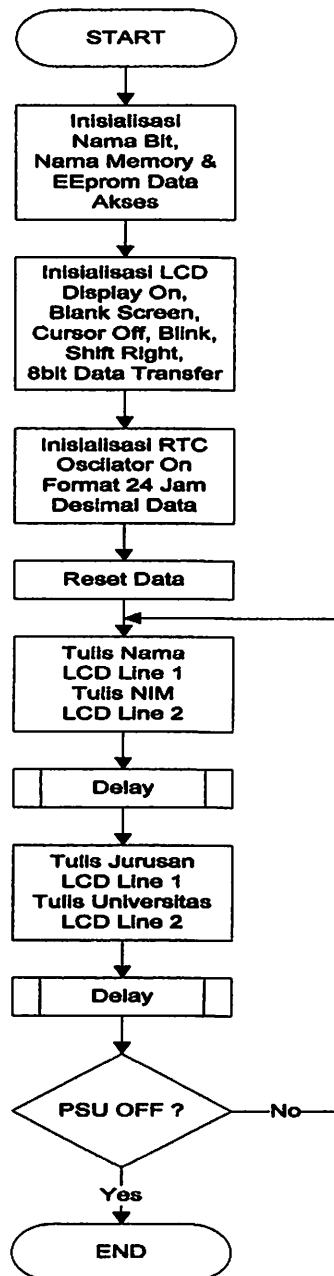 START
Inisialisasi
Nama Bit,
Nama Memory &
EEprom Data
Akses
Inisialisasi LCD
Display On,
Blank Screen,
Cursor Off, Blink,
Shift Right,
8bit Data Transfer
Inisialisasi RTC
Oscilator On
Format 24 Jam
Desimal Data
Reset Data
Tulis Nama
LCD Line 1
Tulis NIM
LCD Line 2
Delay
Tulis Jurusan
LCD Line 1
Tulis Universitas
LCD Line 2
Delay
PSU OFF ?
No
Yes
END